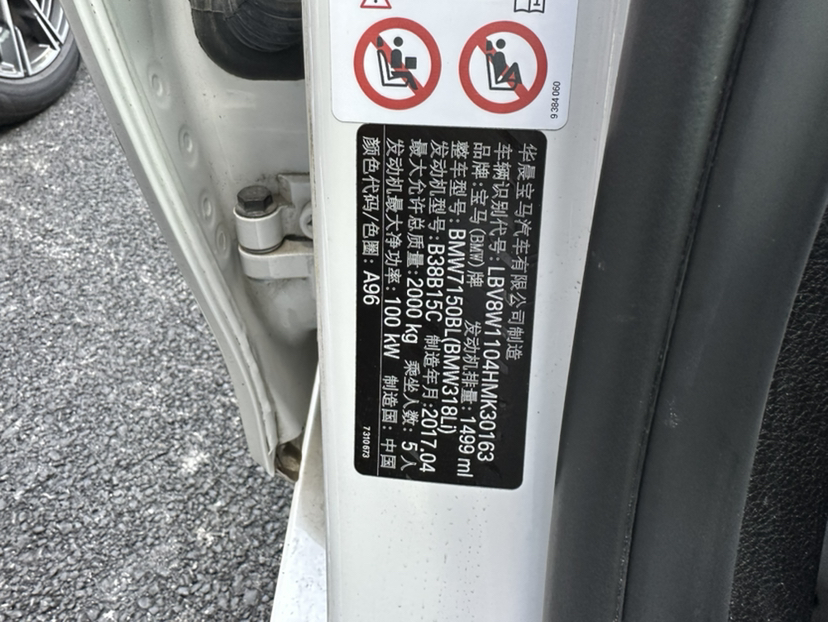 9 384 060
华晨宝马汽车有限公司制造
车辆识别代号: LBV8W1104HMK30163
品牌: 宝马(BMW)牌 发动机排量: 1499 ml
整车型号: BMW7150BL(BMW318Li)
发动机型号: B38B15C 制造年月: 2017.04
最大允许总质量: 2000 kg 乘坐人数: 5人
发动机最大净功率: 100 kW 制造国: 中国
颜色代码/色圈: A96
7 310 673